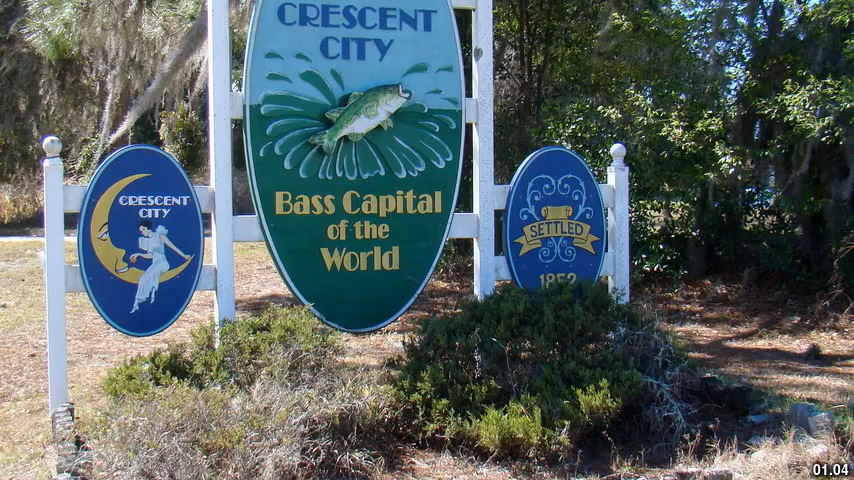 CRESCENT
CITY
Bass Capital
of the
World
CRESCENT
CITY
SETTLED
1852
01.04